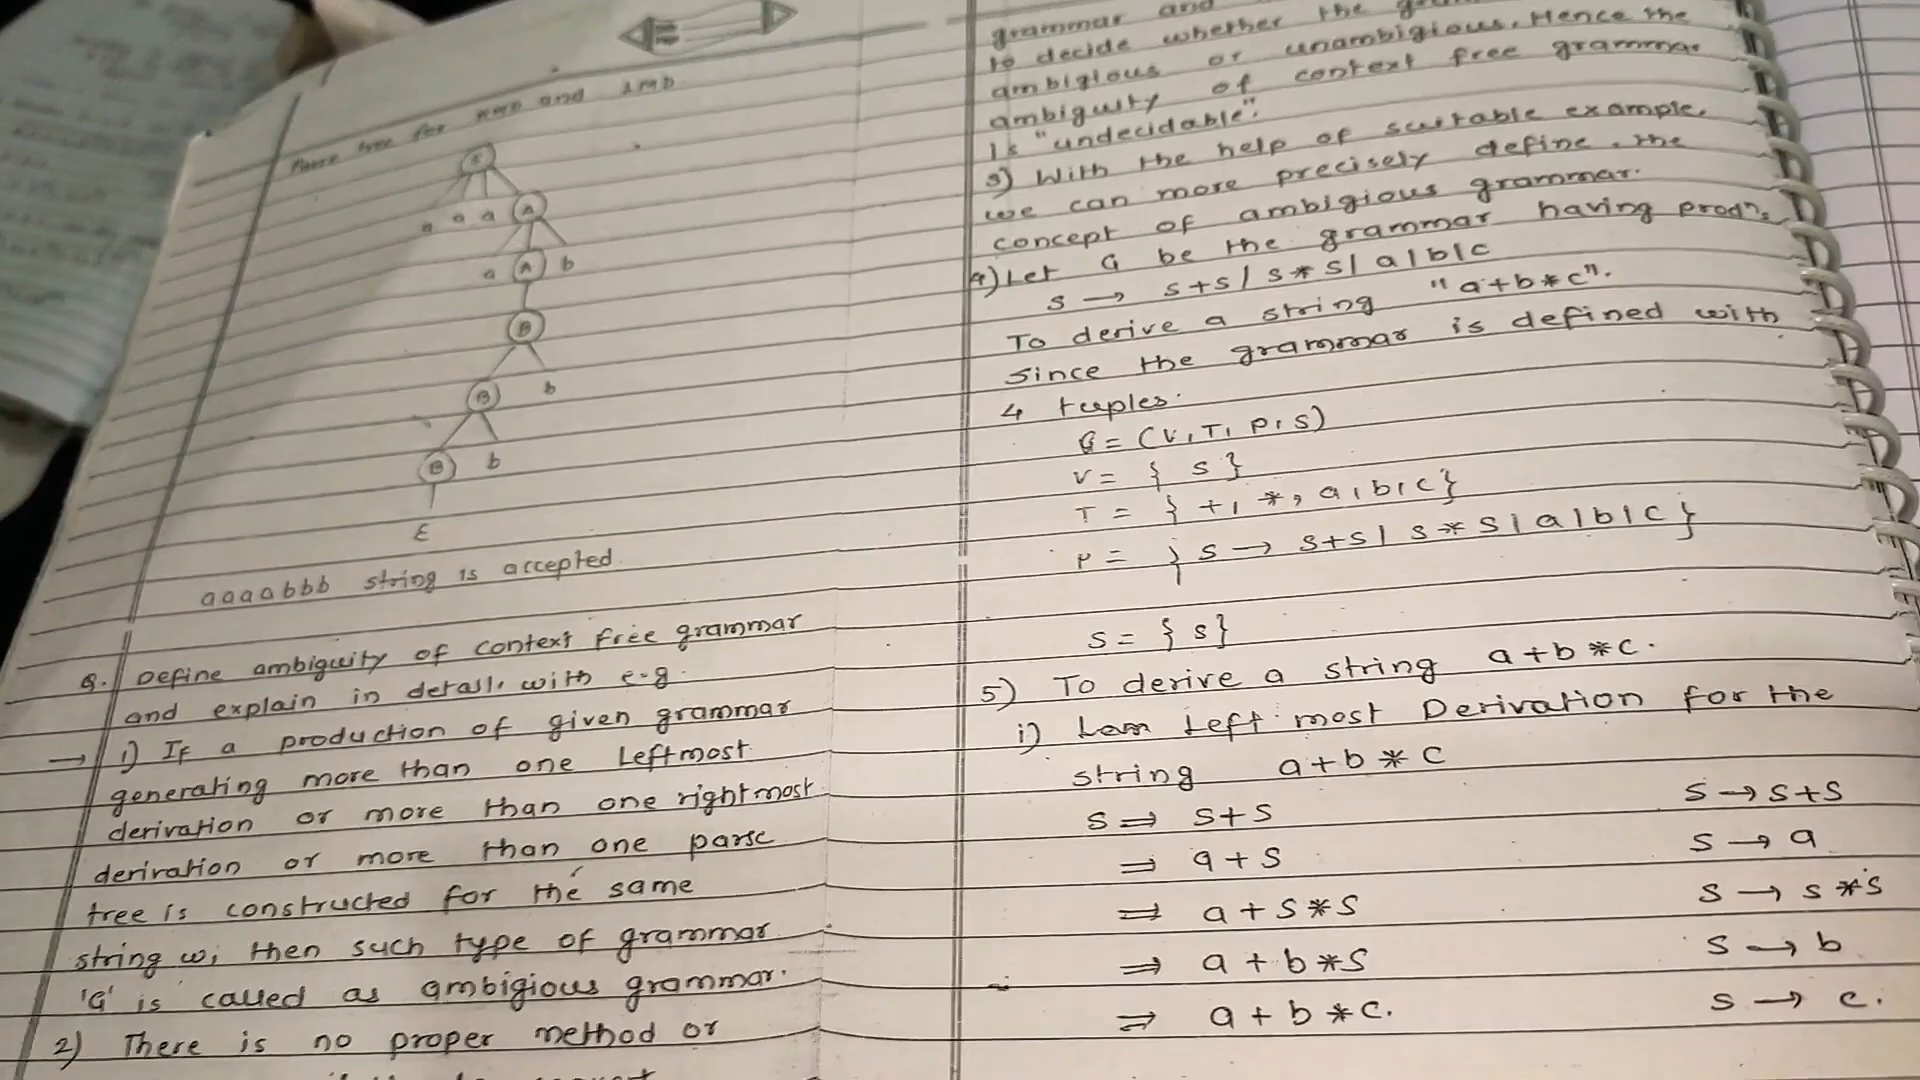 Parse tree for rmd and lmd
S
a a a A
a A b
B
B b
B b
ε
aaaabbb string is accepted.
Q. Define ambiguity of context free grammar
and explain in detail. with e.g.
→ 1) If a production of given grammar
generating more than one Leftmost
derivation or more than one rightmost
derivation or more than one parse
tree is constructed for the same
string w, then such type of grammar
'G' is called as ambigious grammar.
2) There is no proper method or
grammar and
to decide whether the
ambigious or unambigious. Hence the
ambiguity of context free grammar
is "undecidable".
3) With the help of suitable example,
we can more precisely define the
concept of ambigious grammar.
4) Let G be the grammar having prodn.
S → S+S | S*S | a | b | c
To derive a string "a+b*c".
Since the grammar is defined with
4 tuples.
G = (V, T, P, S)
V = { S }
T = { +, *, a, b, c }
P = { S → S+S | S*S | a | b | c }
S = { S }
5) To derive a string a+b*c.
i) Left most Derivation for the
string a+b*c
S ⇒ S+S S → S+S
⇒ a+S S → a
⇒ a+S*S S → S*S
⇒ a+b*S S → b
⇒ a+b*c. S → c.